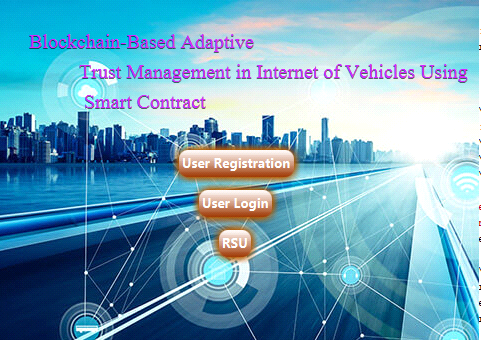 Blockchain-Based Adaptive
Trust Management in Internet of Vehicles Using
Smart Contract
User Registration
User Login
RSU